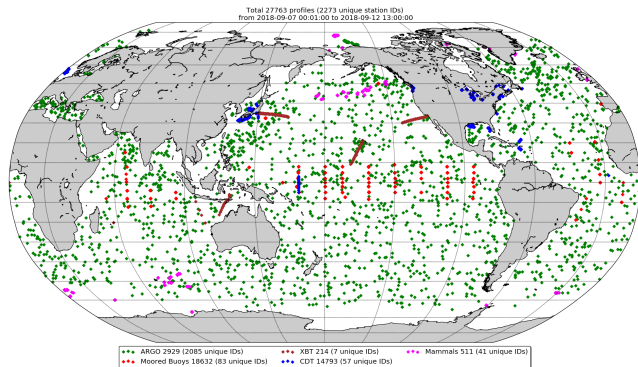 Total 27763 profiles (2273 unique station IDs)
from 2018-09-07 00:01:00 to 2018-09-12 13:00:00
ARGO 2929 (2085 unique IDs) XBT 214 (7 unique IDs) Mammals 511 (41 unique IDs)
Moored Buoys 18632 (83 unique IDs) CDT 14793 (57 unique IDs)